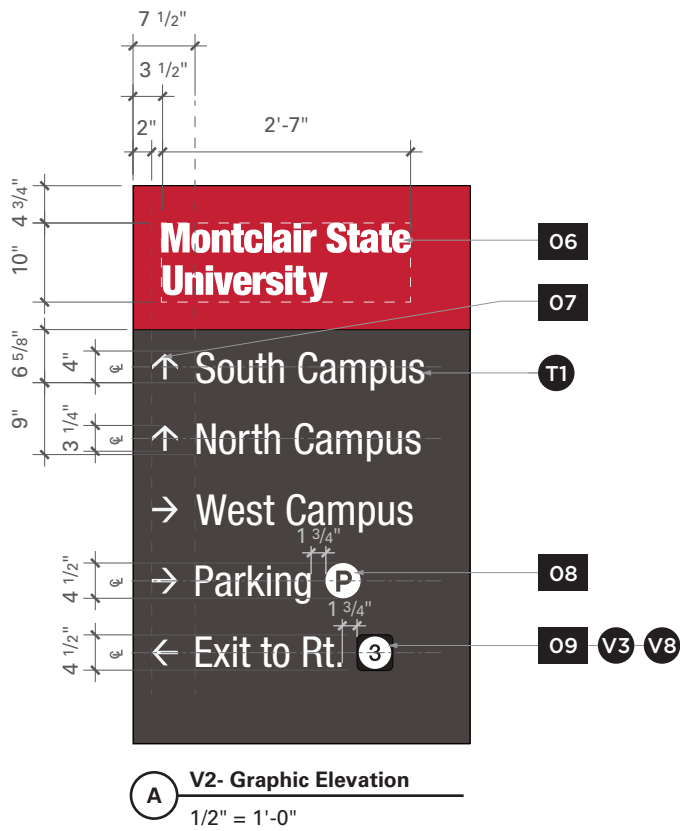 7 1/2"
3 1/2"
2"
2'-7"
4 3/4"
10"
Montclair State
University
06
07
6 5/8"
4"
South Campus
T1
9"
3 1/4"
North Campus
West Campus
1 3/4"
4 1/2"
Parking P
08
1 3/4"
4 1/2"
Exit to Rt. 3
09 V3 V8
A
V2- Graphic Elevation
1/2" = 1'-0"